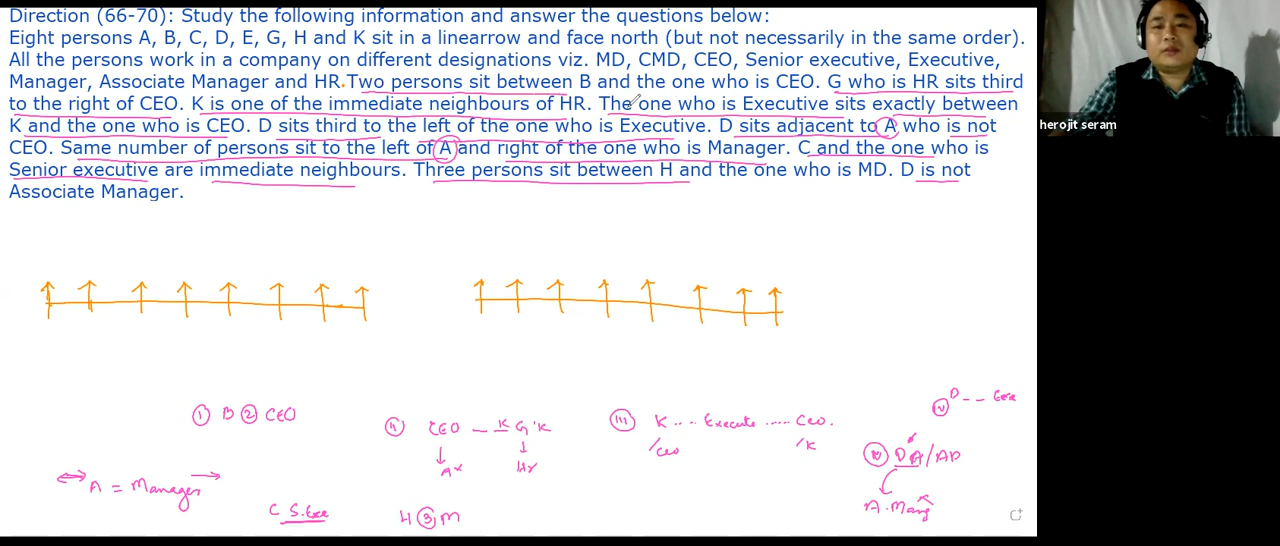 Direction (66-70): Study the following information and answer the questions below:
Eight persons A, B, C, D, E, G, H and K sit in a linearrow and face north (but not necessarily in the same order).
All the persons work in a company on different designations viz. MD, CMD, CEO, Senior executive, Executive,
Manager, Associate Manager and HR.Two persons sit between B and the one who is CEO. G who is HR sits third
to the right of CEO. K is one of the immediate neighbours of HR. The one who is Executive sits exactly between
K and the one who is CEO. D sits third to the left of the one who is Executive. D sits adjacent to A who is not
CEO. Same number of persons sit to the left of A and right of the one who is Manager. C and the one who is
Senior executive are immediate neighbours. Three persons sit between H and the one who is MD. D is not
Associate Manager.
herojit seram
① B ② CEO
CEO _ K G 'K
Hr
(iii) K .... Execute ..... CEO.
/CEO /K
D - - Exe
DA/AD
A = Manager
C S.Exe
H ③ M
A. Mang